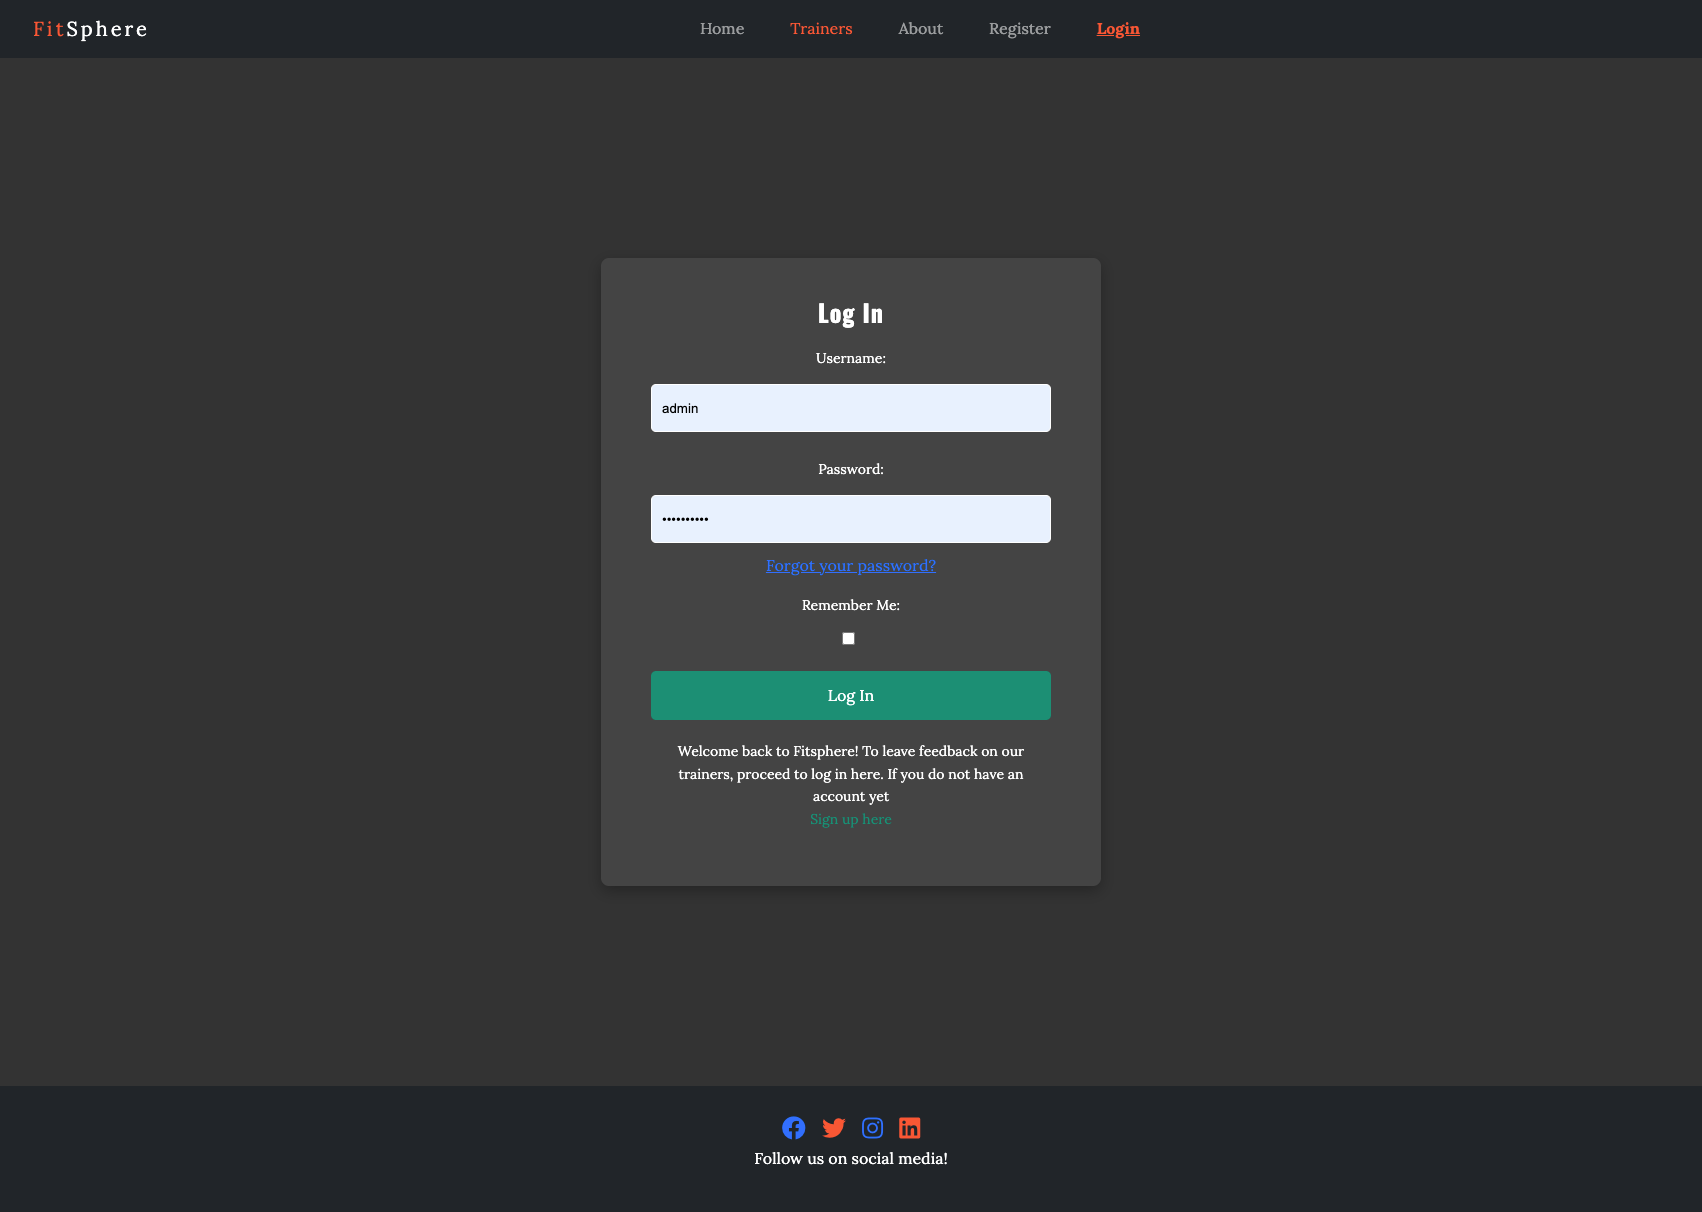 FitSphere
Home Trainers About Register Login
Log In
Username:
admin
Password:
••••••••••
Forgot your password?
Remember Me:
Log In
Welcome back to Fitsphere! To leave feedback on our
trainers, proceed to log in here. If you do not have an
account yet
Sign up here
Follow us on social media!